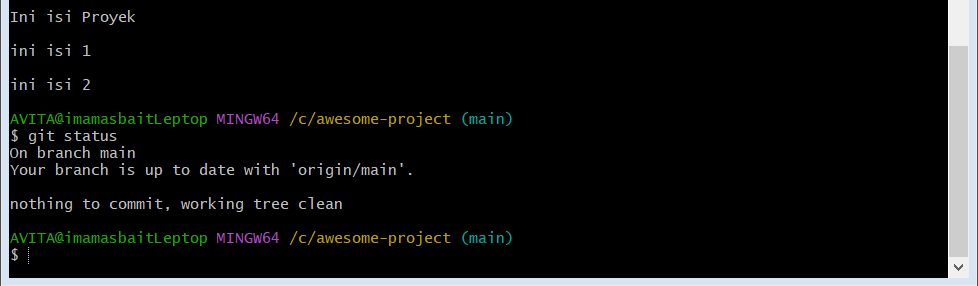 Ini isi Proyek
ini isi 1
ini isi 2
AVITA@imamasbaitLeptop MINGW64 /c/awesome-project (main)
$ git status
On branch main
Your branch is up to date with 'origin/main'.
nothing to commit, working tree clean
AVITA@imamasbaitLeptop MINGW64 /c/awesome-project (main)
$